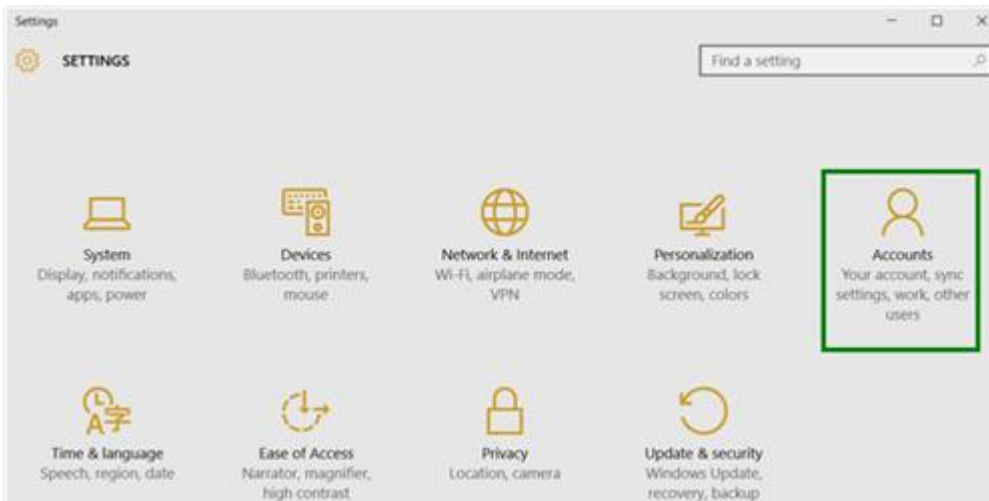 Settings
SETTINGS
Find a setting
System
Display, notifications,
apps, power
Devices
Bluetooth, printers,
mouse
Network & Internet
Wi-Fi, airplane mode,
VPN
Personalization
Background, lock
screen, colors
Accounts
Your account, sync
settings, work, other
users
A字
Time & language
Speech, region, date
Ease of Access
Narrator, magnifier,
high contrast
Privacy
Location, camera
Update & security
Windows Update,
recovery, backup